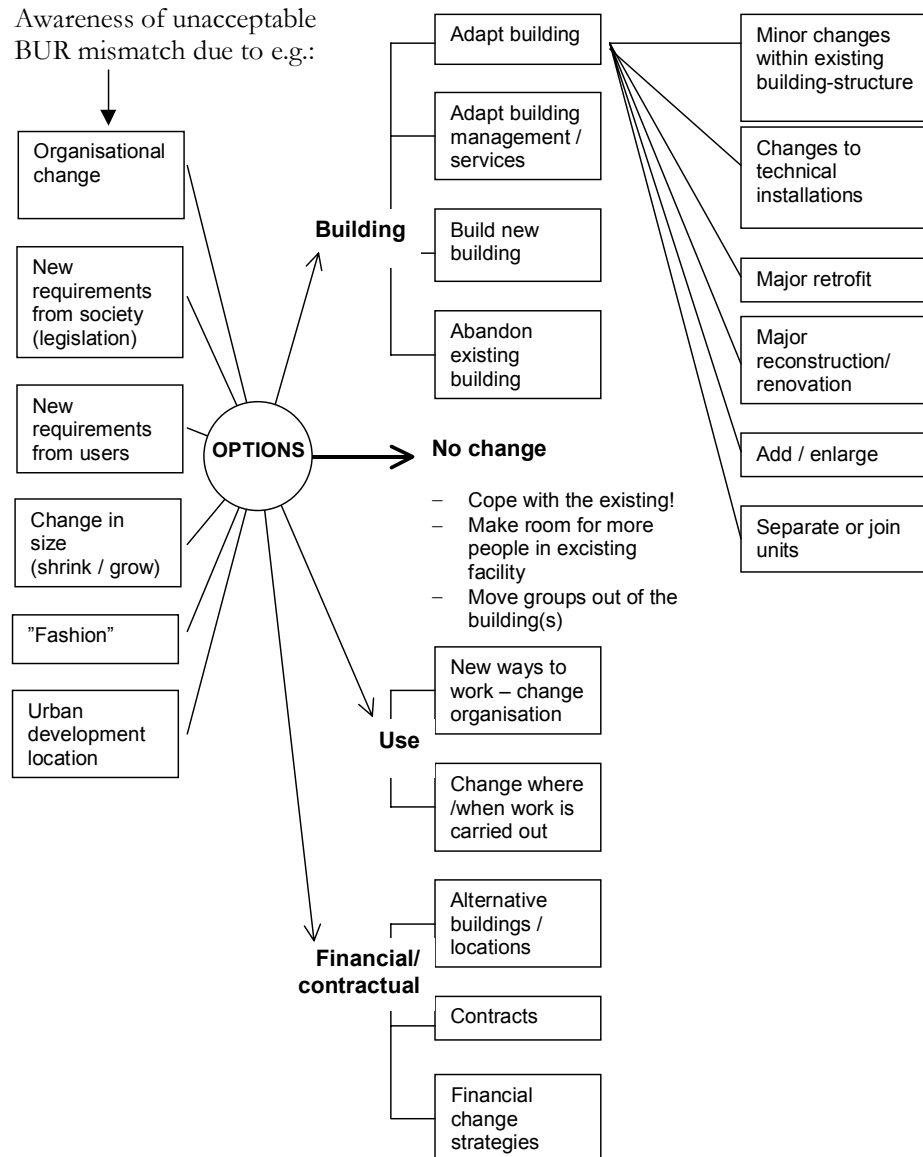 Awareness of unacceptable
BUR mismatch due to e.g.:
Organisational
change
New
requirements
from society
(legislation)
New
requirements
from users
Change in
size
(shrink / grow)
”Fashion”
Urban
development
location
OPTIONS
Building
Adapt building
Adapt building
management /
services
Build new
building
Abandon
existing
building
Minor changes
within existing
building-structure
Changes to
technical
installations
Major retrofit
Major
reconstruction/
renovation
Add / enlarge
Separate or join
units
No change
– Cope with the existing!
– Make room for more
people in excisting
facility
– Move groups out of the
building(s)
Use
New ways to
work – change
organisation
Change where
/when work is
carried out
Financial/
contractual
Alternative
buildings /
locations
Contracts
Financial
change
strategies